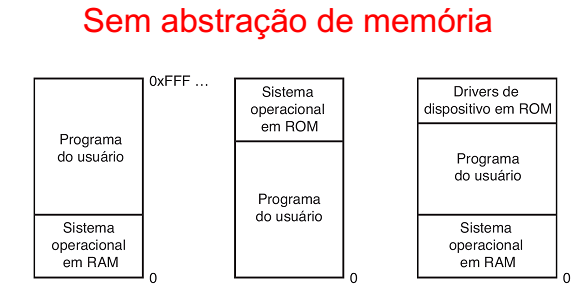 Sem abstração de memória
0xFFF ...
Programa
do usuário
Sistema
operacional
em RAM
0
Sistema
operacional
em ROM
Programa
do usuário
0
Drivers de
dispositivo em ROM
Programa
do usuário
Sistema
operacional
em RAM
0